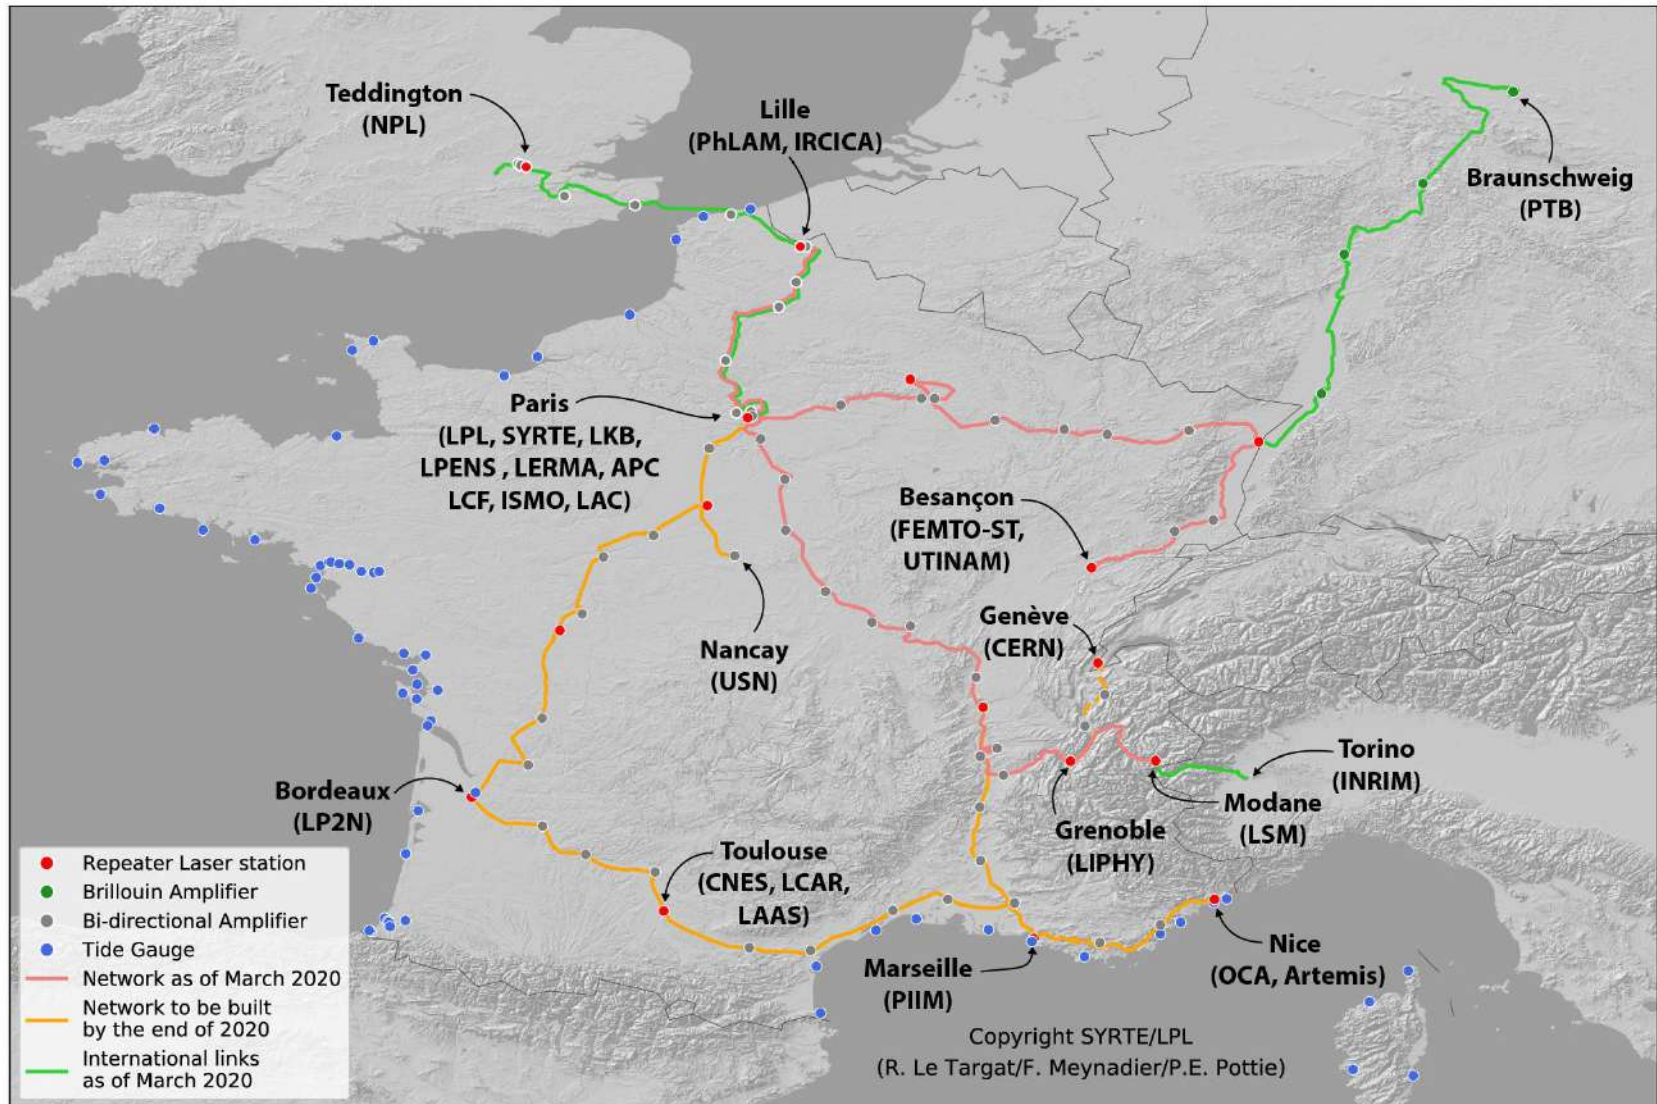 Teddington
(NPL)
Lille
(PhLAM, IRCICA)
Braunschweig
(PTB)
Paris
(LPL, SYRTE, LKB,
LPENS , LERMA, APC
LCF, ISMO, LAC)
Besançon
(FEMTO-ST,
UTINAM)
Genève
(CERN)
Nancay
(USN)
Torino
(INRIM)
Modane
(LSM)
Grenoble
(LIPHY)
Bordeaux
(LP2N)
Toulouse
(CNES, LCAR,
LAAS)
Marseille
(PIIM)
Nice
(OCA, Artemis)
Repeater Laser station
Brillouin Amplifier
Bi-directional Amplifier
Tide Gauge
Network as of March 2020
Network to be built
by the end of 2020
International links
as of March 2020
Copyright SYRTE/LPL
(R. Le Targat/F. Meynadier/P.E. Pottie)